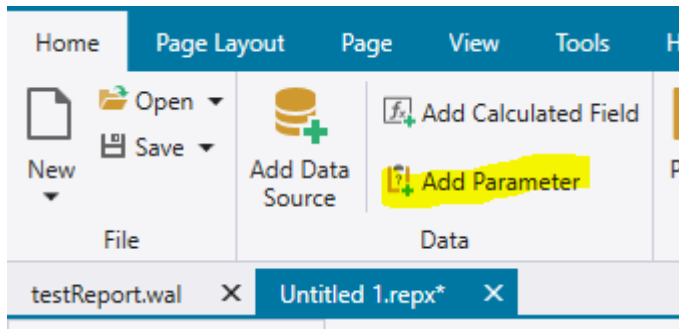 Home Page Layout Page View Tools H
Open
Save
New
Add Data
Source
Add Calculated Field
Add Parameter
P
File Data
testReport.wal X Untitled 1.repx* X